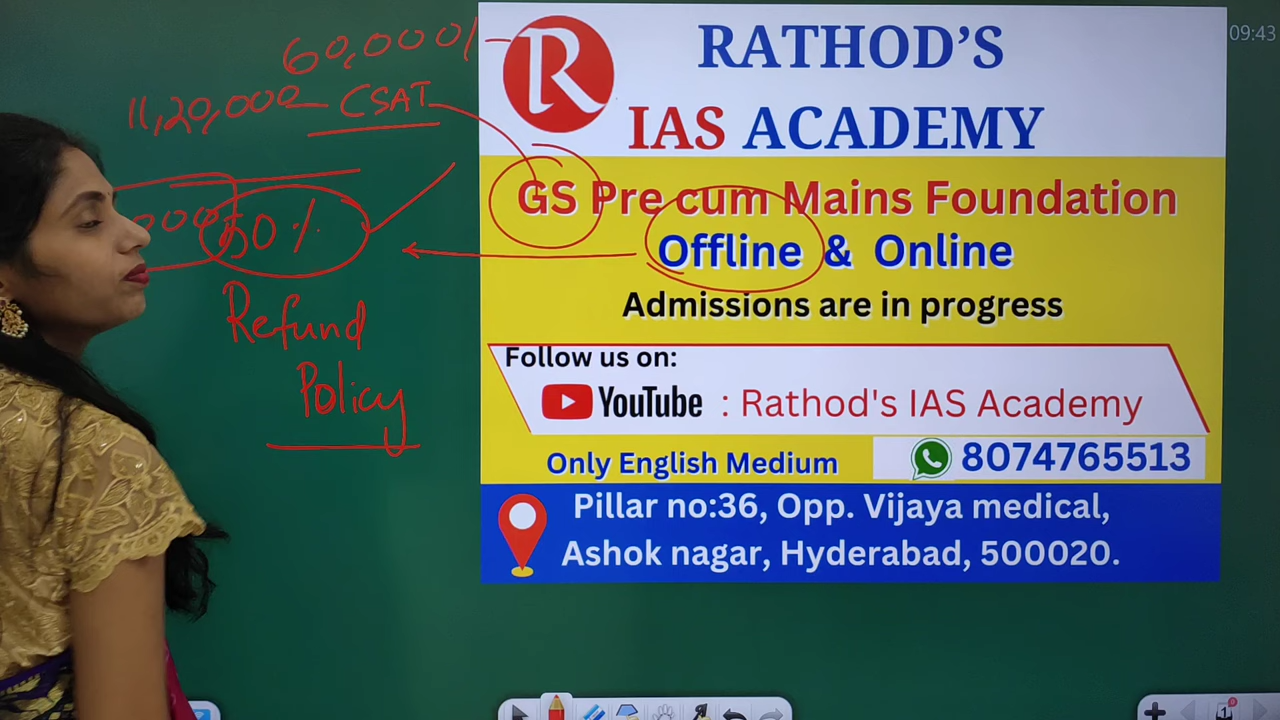 60,000/-
11,20,000 CSAT
000 50%
Refund
Policy
09:43
R
RATHOD'S
IAS ACADEMY
GS Pre cum Mains Foundation
Offline & Online
Admissions are in progress
Follow us on:
YouTube : Rathod's IAS Academy
Only English Medium
8074765513
Pillar no:36, Opp. Vijaya medical,
Ashok nagar, Hyderabad, 500020.
1